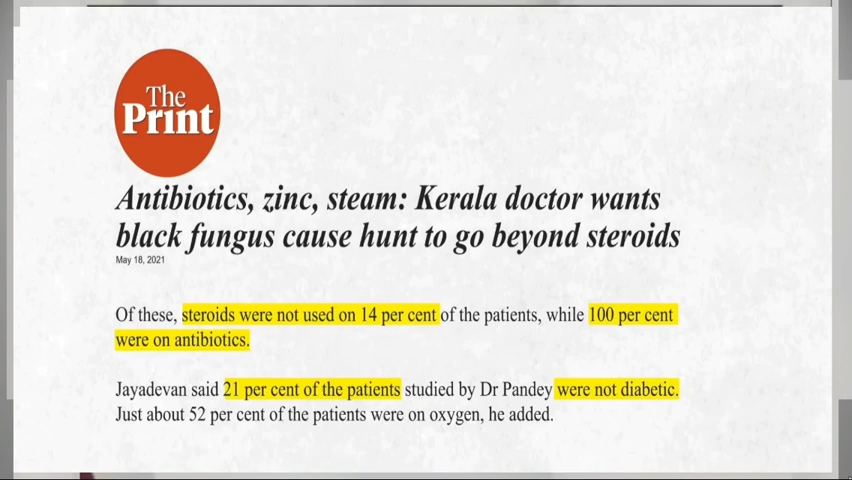 The
Print
Antibiotics, zinc, steam: Kerala doctor wants
black fungus cause hunt to go beyond steroids
May 18, 2021
Of these, steroids were not used on 14 per cent of the patients, while 100 per cent
were on antibiotics.
Jayadevan said 21 per cent of the patients studied by Dr Pandey were not diabetic.
Just about 52 per cent of the patients were on oxygen, he added.